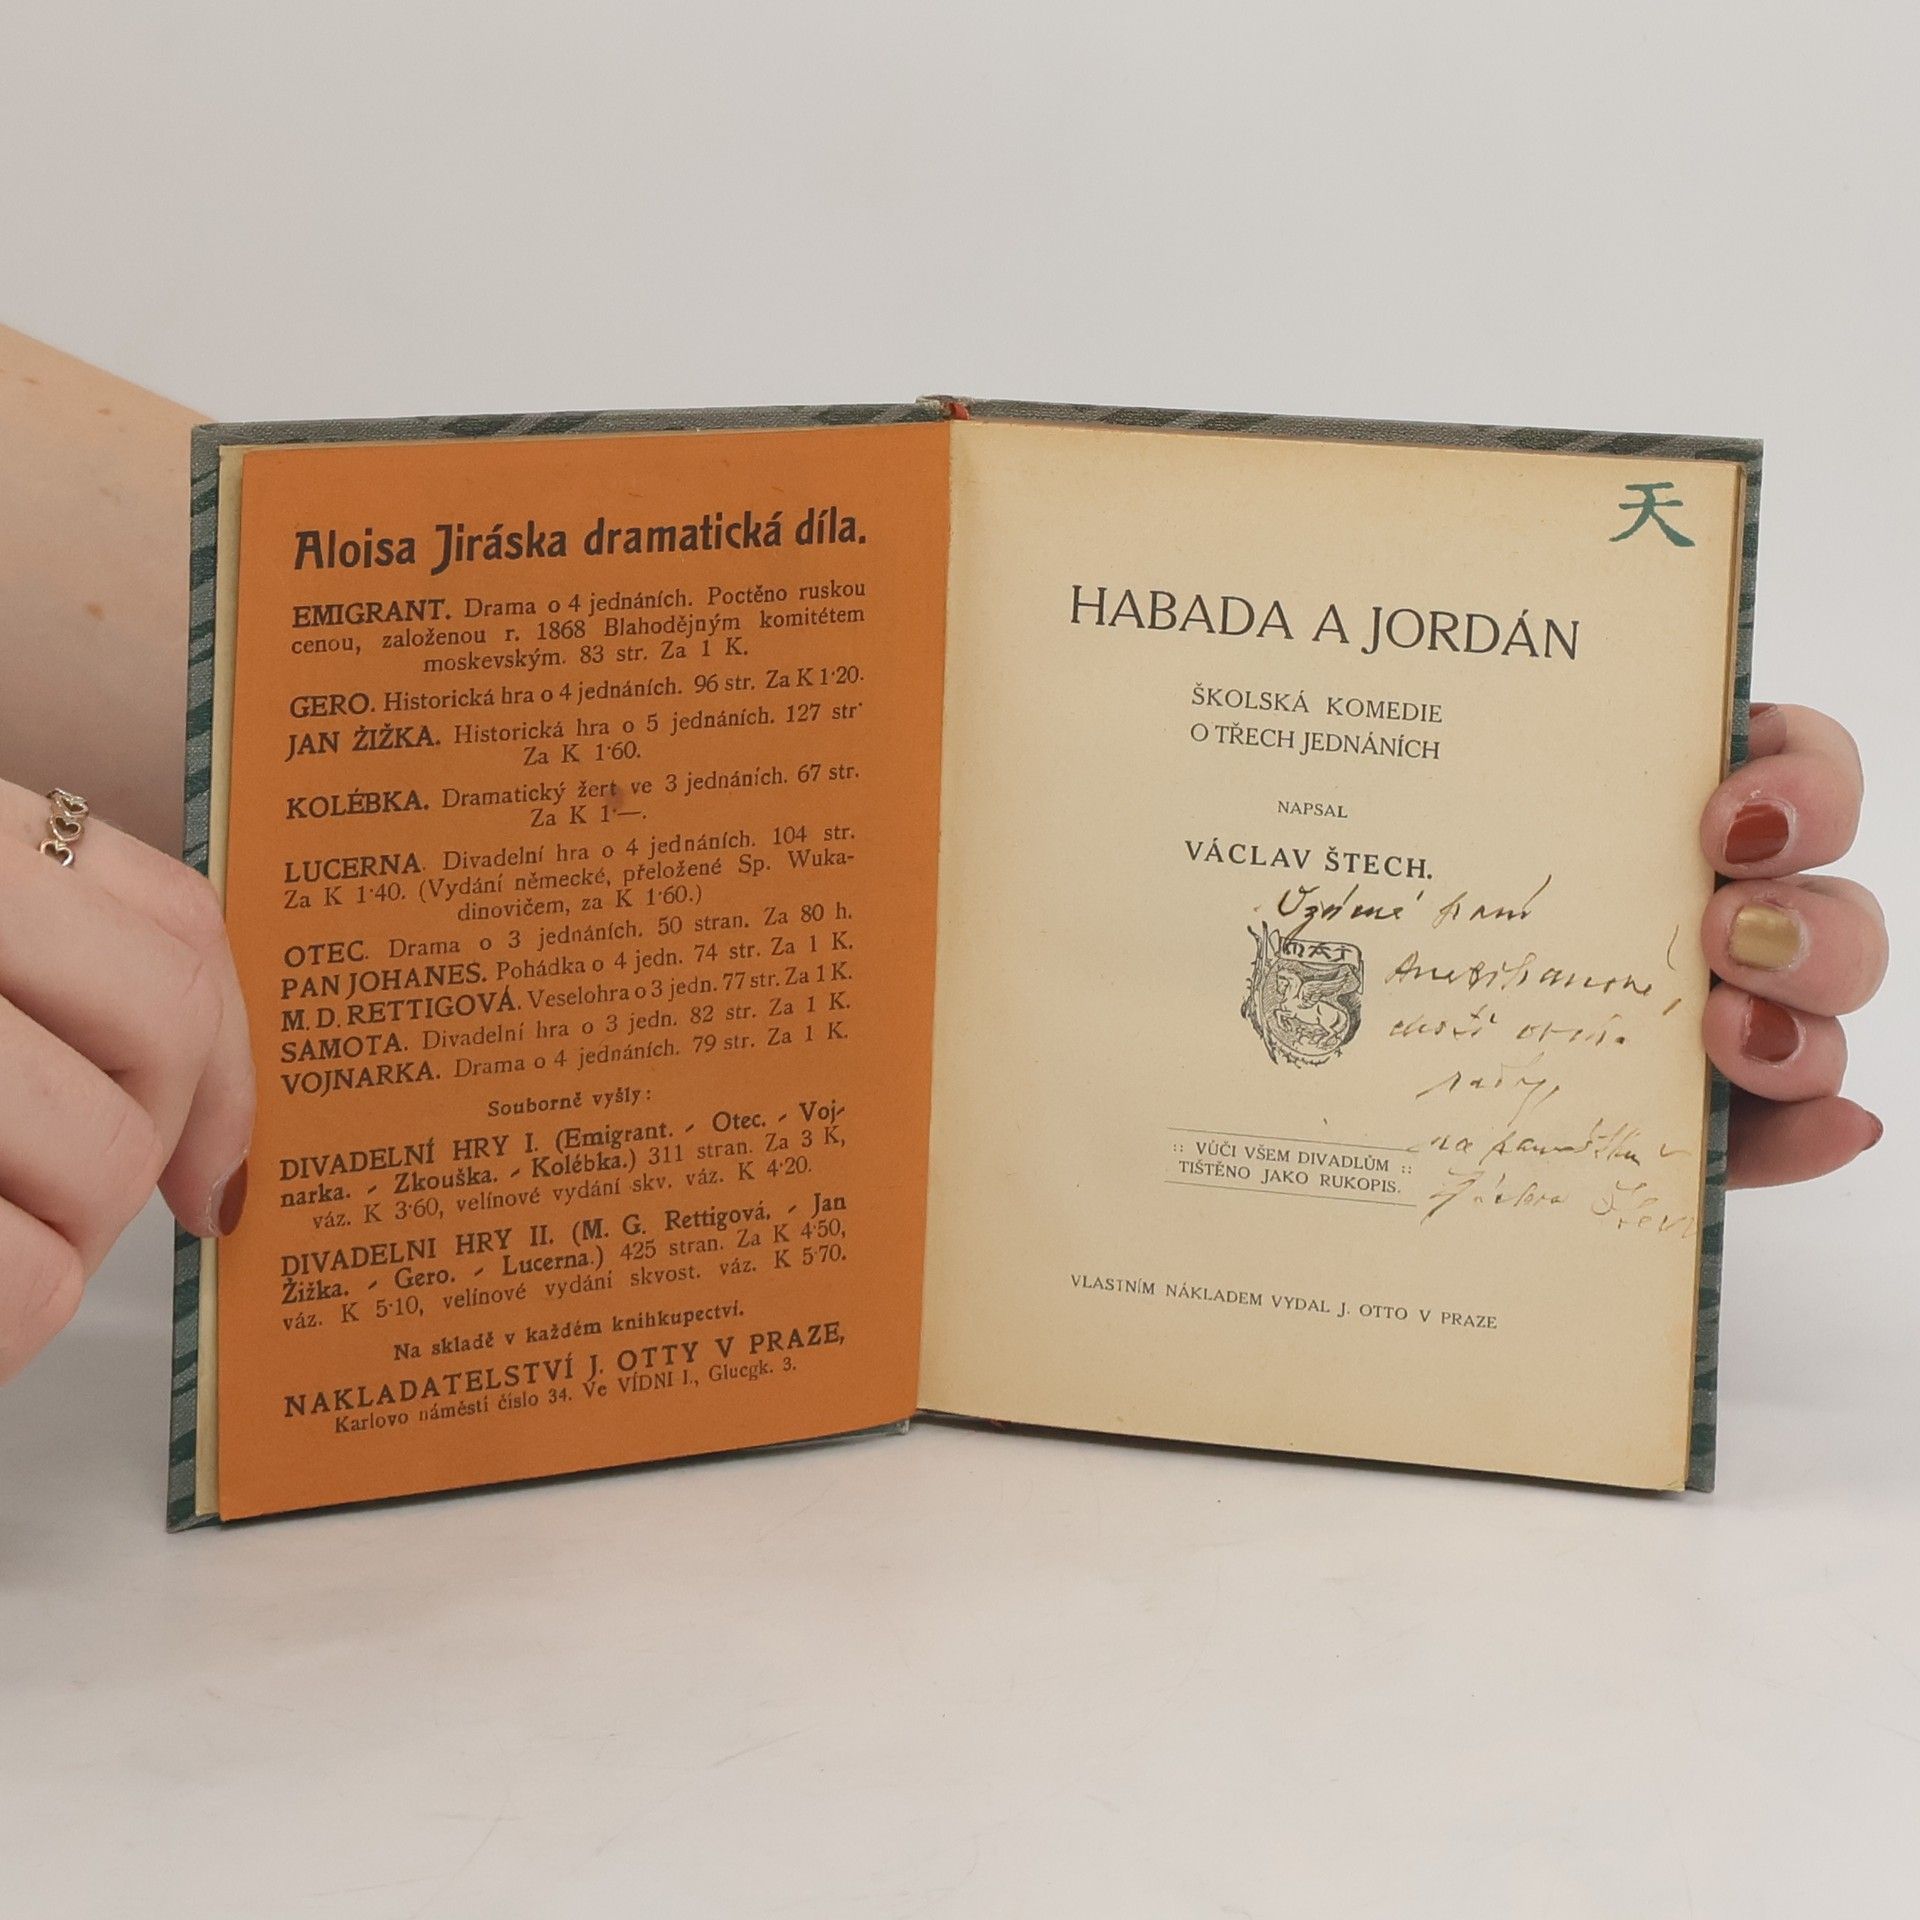 Aloisa Jiráska dramatická díla.
EMIGRANT. Drama o 4 jednáních. Poctěno ruskou
cenou, založenou r. 1868 Blahodějným komitétem
moskevským. 83 str. Za 1 K.
GERO. Historická hra o 4 jednáních. 96 str. Za K 1·20.
JAN ŽIŽKA. Historická hra o 5 jednáních. 127 str·
Za K 1·60.
KOLÉBKA. Dramatický žert ve 3 jednáních. 67 str.
Za K 1·—.
LUCERNA. Divadelní hra o 4 jednáních. 104 str.
Za K 1·40. (Vydání německé, přeložené Sp. Wuka-
dinovičem, za K 1·60.)
OTEC. Drama o 3 jednáních. 50 stran. Za 80 h.
PAN JOHANES. Pohádka o 4 jedn. 74 str. Za 1 K.
M. D. RETTIGOVÁ. Veselohra o 3 jedn. 77 str. Za 1 K.
SAMOTA. Divadelní hra o 3 jedn. 82 str. Za 1 K.
VOJNARKA. Drama o 4 jednáních. 79 str. Za 1 K.
Souborně vyšly:
DIVADELNÍ HRY I. (Emigrant. - Otec. - Voj-
narka. - Zkouška. - Kolébka.) 311 stran. Za 3 K,
váz. K 3·60, velínové vydání skv. váz. K 4·20.
DIVADELNI HRY II. (M. G. Rettigová. - Jan
Žižka. - Gero. - Lucerna.) 425 stran. Za K 4·50,
váz. K 5·10, velínové vydání skvost. váz. K 5·70.
Na skladě v každém knihkupectví.
NAKLADATELSTVÍ J. OTTY V PRAZE,
Karlovo náměstí číslo 34. Ve VÍDNI I., Glucgk. 3.
天
HABADA A JORDÁN
ŠKOLSKÁ KOMEDIE
O TŘECH JEDNÁNÍCH
NAPSAL
VÁCLAV ŠTECH.
paní
choti
rady,
na památku
Václav Štech
:: VŮČI VŠEM DIVADLŮM ::
TIŠTĚNO JAKO RUKOPIS.
VLASTNÍM NÁKLADEM VYDAL J. OTTO V PRAZE